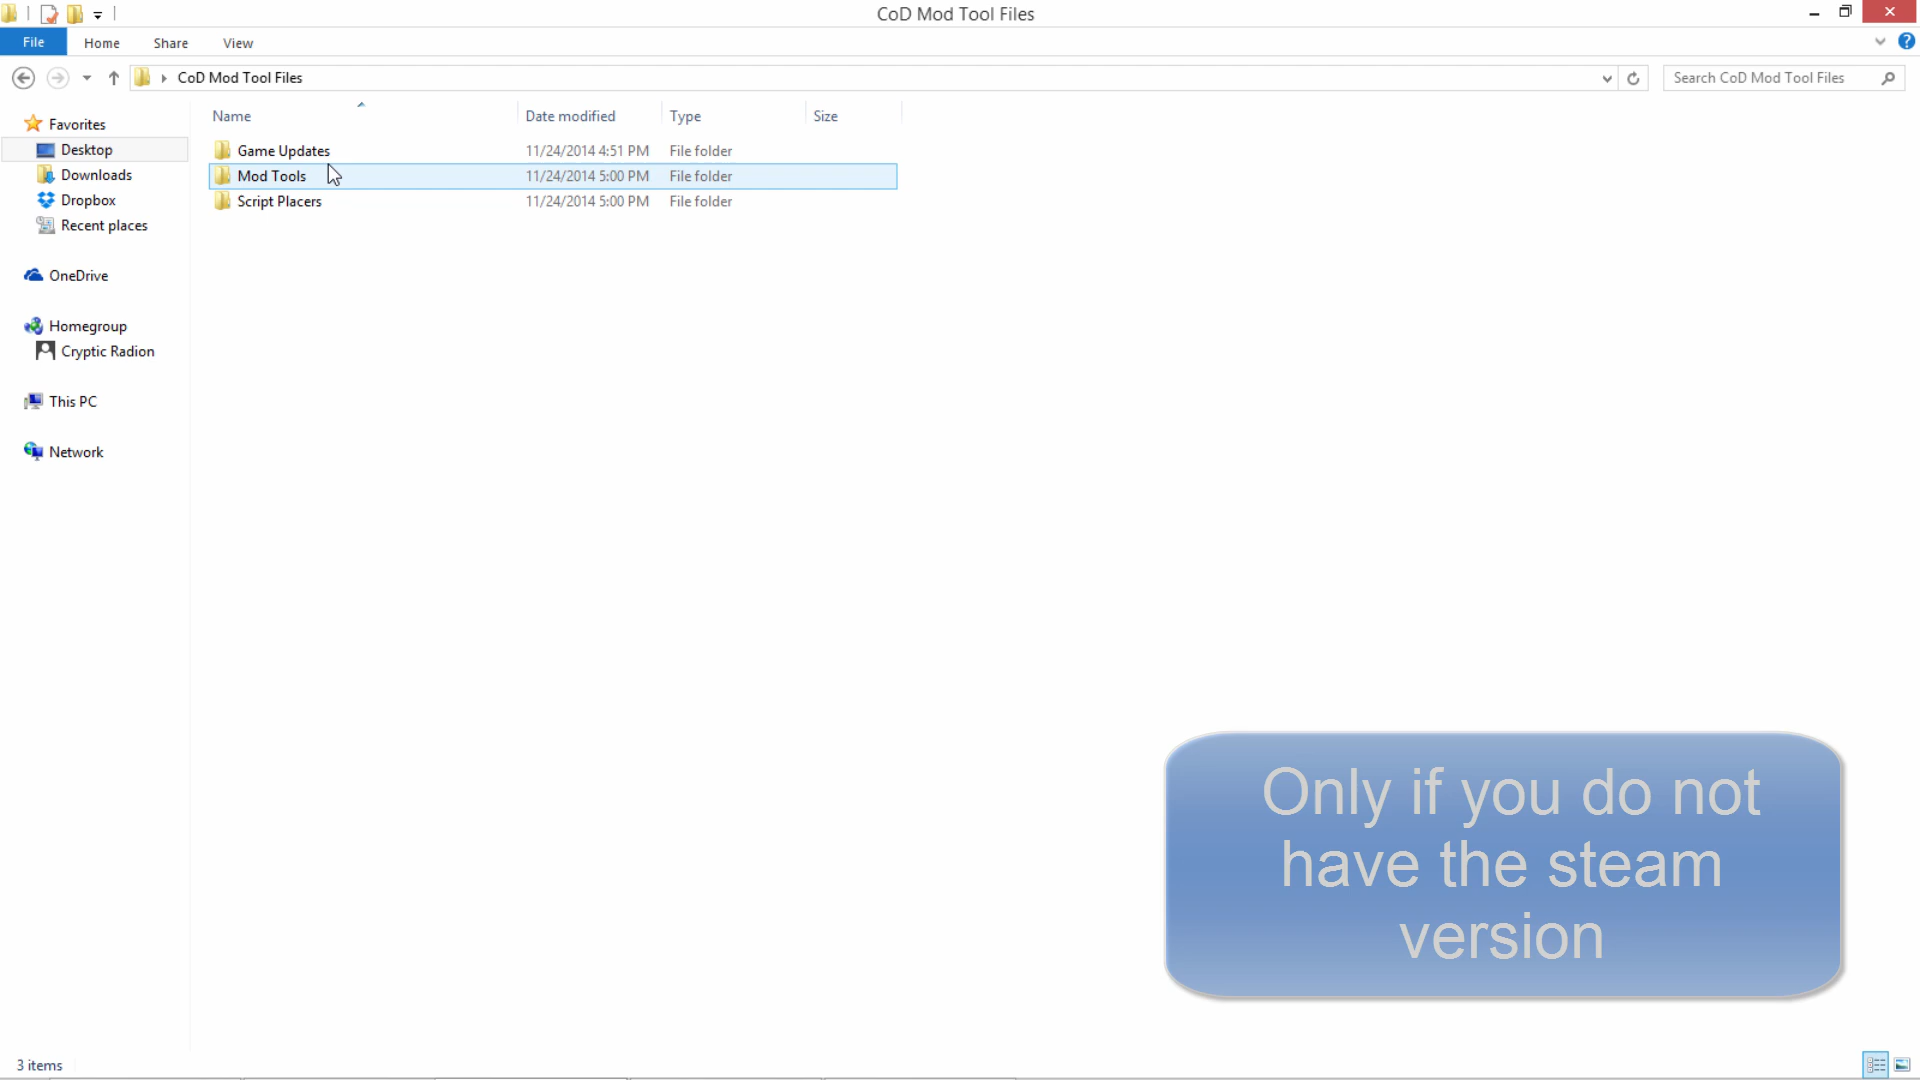 CoD Mod Tool Files
File Home Share View
CoD Mod Tool Files
Search CoD Mod Tool Files
Name Date modified Type Size
Favorites
Desktop
Downloads
Dropbox
Recent places
OneDrive
Homegroup
Cryptic Radion
This PC
Network
Game Updates 11/24/2014 4:51 PM File folder
Mod Tools 11/24/2014 5:00 PM File folder
Script Placers 11/24/2014 5:00 PM File folder
Only if you do not
have the steam
version
3 items